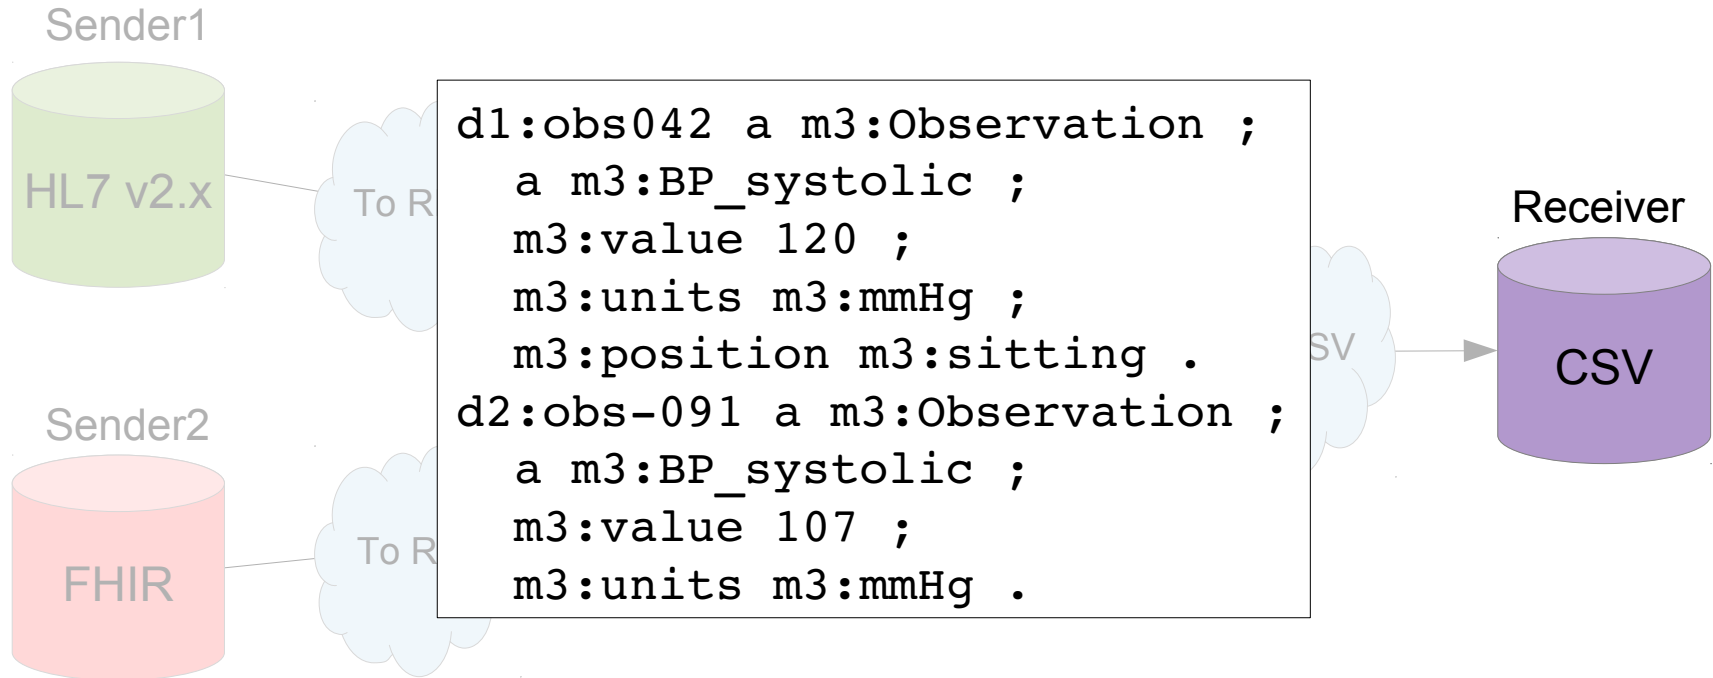 Sender1
HL7 v2.x
To R
d1:obs042 a m3:Observation ;
a m3:BP_systolic ;
m3:value 120 ;
m3:units m3:mmHg ;
m3:position m3:sitting .
d2:obs-091 a m3:Observation ;
a m3:BP_systolic ;
m3:value 107 ;
m3:units m3:mmHg .
Sender2
FHIR
To R
SV
Receiver
CSV